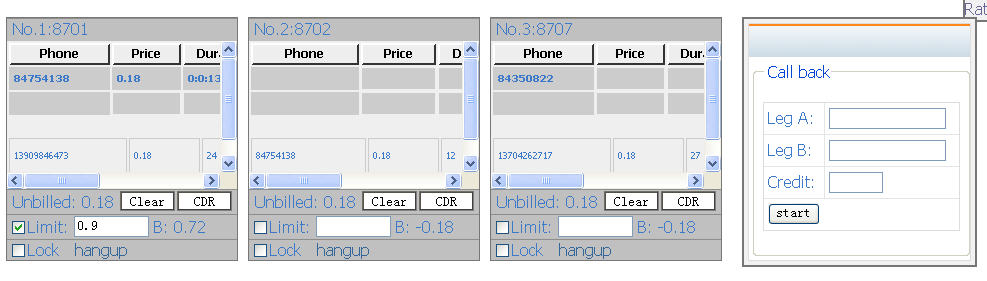 Rat
No.1:8701
Phone Price Dur.
84754138 0.18 0:0:13
13909846473 0.18 24
Unbilled: 0.18 Clear CDR
Limit: 0.9 B: 0.72
Lock hangup
No.2:8702
Phone Price D
84754138 0.18 12
Unbilled: 0.18 Clear CDR
Limit: B: -0.18
Lock hangup
No.3:8707
Phone Price Dur.
84350822
13704262717 0.18 27
Unbilled: 0.18 Clear CDR
Limit: B: -0.18
Lock hangup
Call back
Leg A:
Leg B:
Credit:
start